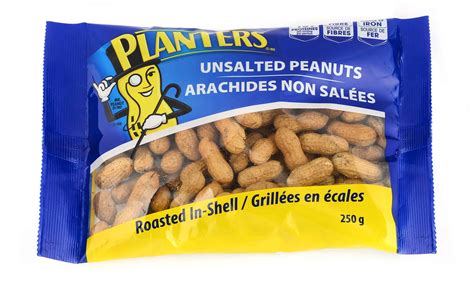 PLANTERS
SOURCE DE
FIBRES
IRON
SOURCE DE
FER
UNSALTED PEANUTS
ARACHIDES NON SALÉES
Roasted In-Shell / Grillées en écales
250 g